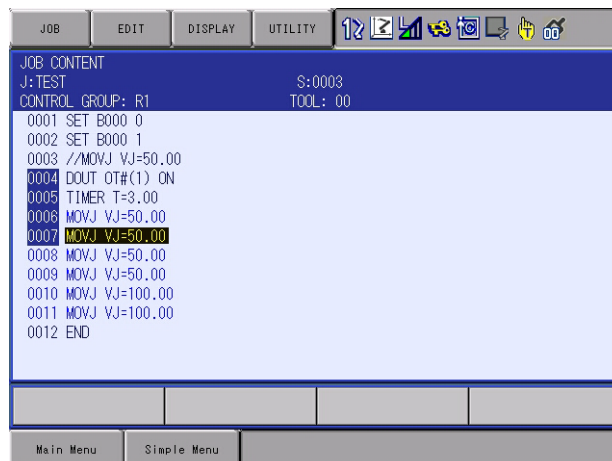 JOB EDIT DISPLAY UTILITY
JOB CONTENT
J:TEST S:0003
CONTROL GROUP: R1 TOOL: 00
0001 SET B000 0
0002 SET B000 1
0003 //MOVJ VJ=50.00
0004 DOUT OT#(1) ON
0005 TIMER T=3.00
0006 MOVJ VJ=50.00
0007 MOVJ VJ=50.00
0008 MOVJ VJ=50.00
0009 MOVJ VJ=50.00
0010 MOVJ VJ=100.00
0011 MOVJ VJ=100.00
0012 END
Main Menu Simple Menu